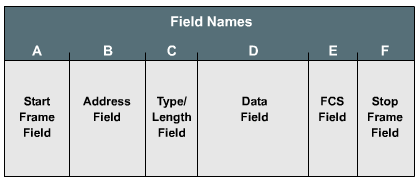 Field Names
A B C D E F
Start Frame Field
Address Field
Type/ Length Field
Data Field
FCS Field
Stop Frame Field